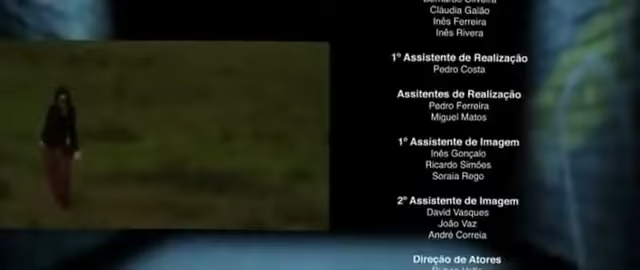 Cláudia Galão
Inês Ferreira
Inês Rivera
1º Assistente de Realização
Pedro Costa
Assitentes de Realização
Pedro Ferreira
Miguel Matos
1º Assistente de Imagem
Inês Gonçalo
Ricardo Simões
Soraia Rego
2º Assistente de Imagem
David Vasques
João Vaz
André Correia
Direção de Atores